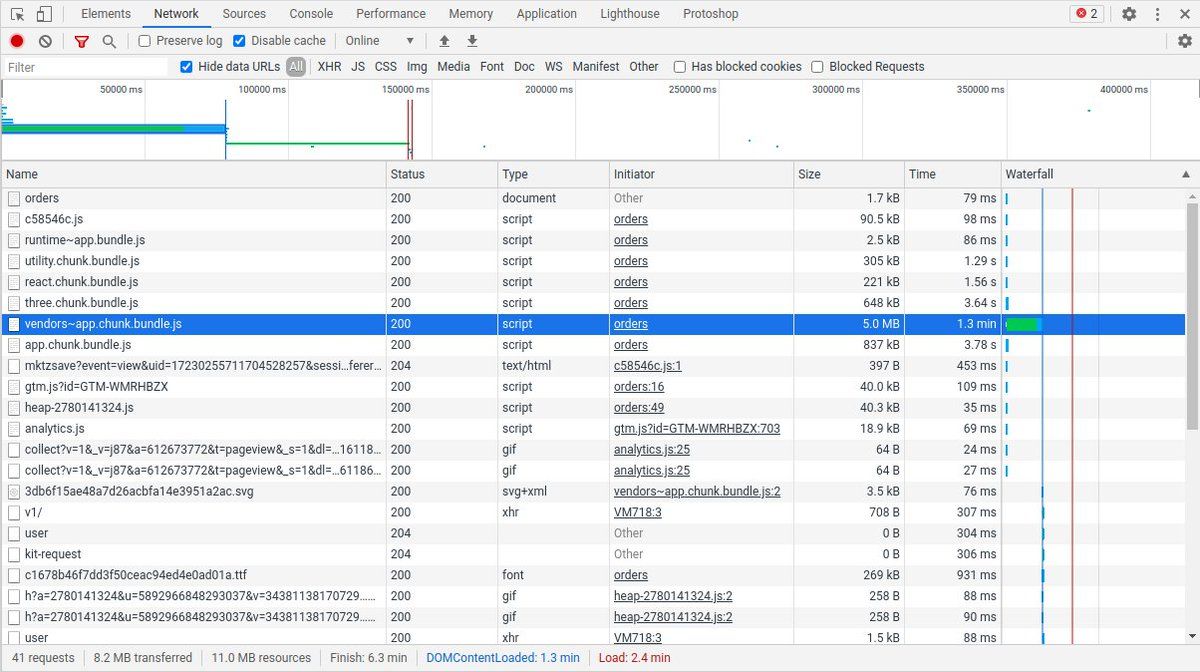 Elements Network Sources Console Performance Memory Application Lighthouse Photoshop 2
Preserve log Disable cache Online
Filter Hide data URLs All XHR JS CSS Img Media Font Doc WS Manifest Other Has blocked cookies Blocked Requests
50000 ms 100000 ms 150000 ms 200000 ms 250000 ms 300000 ms 350000 ms 400000 ms
Name Status Type Initiator Size Time Waterfall
orders 200 document Other 1.7 kB 79 ms
c58546c.js 200 script orders 90.5 kB 98 ms
runtime~app.bundle.js 200 script orders 2.5 kB 86 ms
utility.chunk.bundle.js 200 script orders 305 kB 1.29 s
react.chunk.bundle.js 200 script orders 221 kB 1.56 s
three.chunk.bundle.js 200 script orders 648 kB 3.64 s
vendors~app.chunk.bundle.js 200 script orders 5.0 MB 1.3 min
app.chunk.bundle.js 200 script orders 837 kB 3.78 s
mktzsave?event=view&uid=17230255711704528257&sessi…ferer… 204 text/html c58546c.js:1 397 B 453 ms
gtm.js?id=GTM-WMRHBZX 200 script orders:16 40.0 kB 109 ms
heap-2780141324.js 200 script orders:49 40.3 kB 35 ms
analytics.js 200 script gtm.js?id=GTM-WMRHBZX:703 18.9 kB 69 ms
collect?v=1&_v=j87&a=612673772&t=pageview&_s=1&dl=…16118… 200 gif analytics.js:25 64 B 24 ms
collect?v=1&_v=j87&a=612673772&t=pageview&_s=1&dl=…61186… 200 gif analytics.js:25 64 B 27 ms
3db6f15ae48a7d26acbfa14e3951a2ac.svg 200 svg+xml vendors~app.chunk.bundle.js:2 3.5 kB 76 ms
v1/ 200 xhr VM718:3 708 B 307 ms
user 204 Other 0 B 304 ms
kit-request 204 Other 0 B 306 ms
c1678b46f7dd3f50ceac94ed4e0ad01a.ttf 200 font orders 269 kB 931 ms
h?a=2780141324&u=5892966848293037&v=34381138170729…… 200 gif heap-2780141324.js:2 258 B 88 ms
h?a=2780141324&u=5892966848293037&v=34381138170729…… 200 gif heap-2780141324.js:2 258 B 90 ms
user 200 xhr VM718:3 1.5 kB 88 ms
41 requests 8.2 MB transferred 11.0 MB resources Finish: 6.3 min DOMContentLoaded: 1.3 min Load: 2.4 min